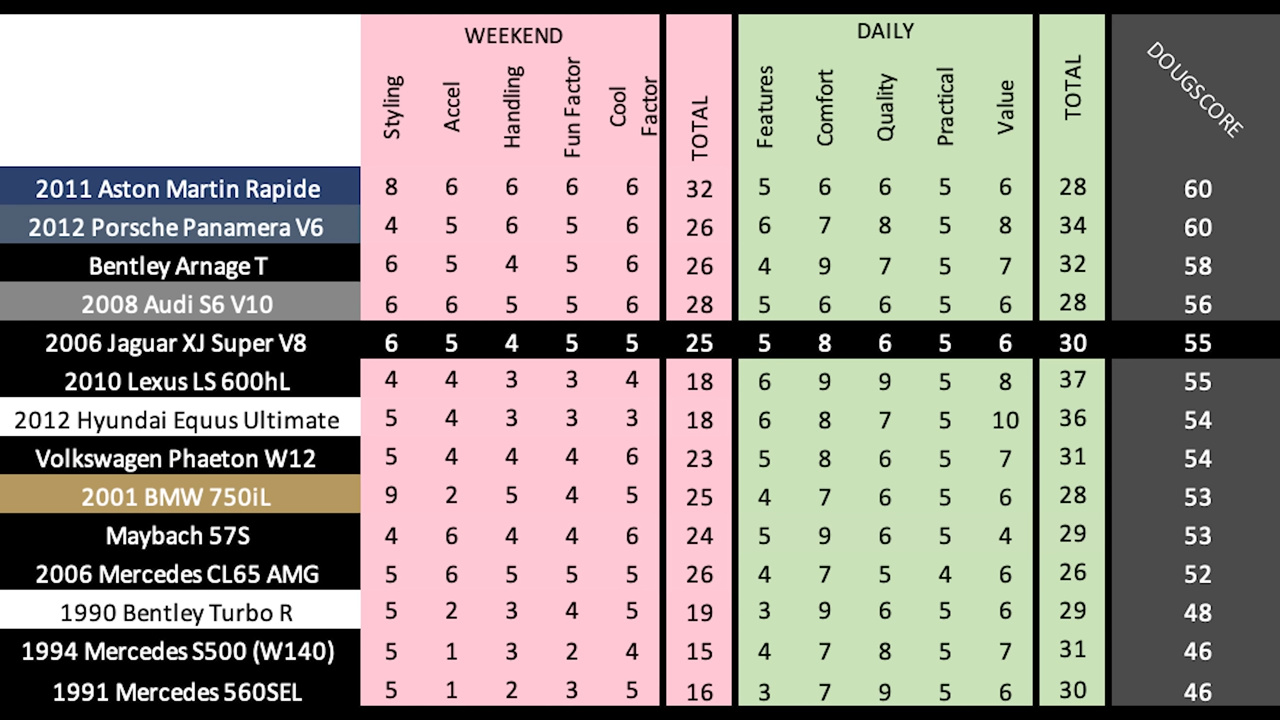 WEEKEND DAILY
Styling Accel Handling Fun Factor Cool Factor TOTAL Features Comfort Quality Practical Value TOTAL DOUGSCORE
2011 Aston Martin Rapide 8 6 6 6 6 32 5 6 6 5 6 28 60
2012 Porsche Panamera V6 4 5 6 5 6 26 6 7 8 5 8 34 60
Bentley Arnage T 6 5 4 5 6 26 4 9 7 5 7 32 58
2008 Audi S6 V10 6 6 5 5 6 28 5 6 6 5 6 28 56
2006 Jaguar XJ Super V8 6 5 4 5 5 25 5 8 6 5 6 30 55
2010 Lexus LS 600hL 4 4 3 3 4 18 6 9 9 5 8 37 55
2012 Hyundai Equus Ultimate 5 4 3 3 3 18 6 8 7 5 10 36 54
Volkswagen Phaeton W12 5 4 4 4 6 23 5 8 6 5 7 31 54
2001 BMW 750iL 9 2 5 4 5 25 4 7 6 5 6 28 53
Maybach 57S 4 6 4 4 6 24 5 9 6 5 4 29 53
2006 Mercedes CL65 AMG 5 6 5 5 5 26 4 7 5 4 6 26 52
1990 Bentley Turbo R 5 2 3 4 5 19 3 9 6 5 6 29 48
1994 Mercedes S500 (W140) 5 1 3 2 4 15 4 7 8 5 7 31 46
1991 Mercedes 560SEL 5 1 2 3 5 16 3 7 9 5 6 30 46